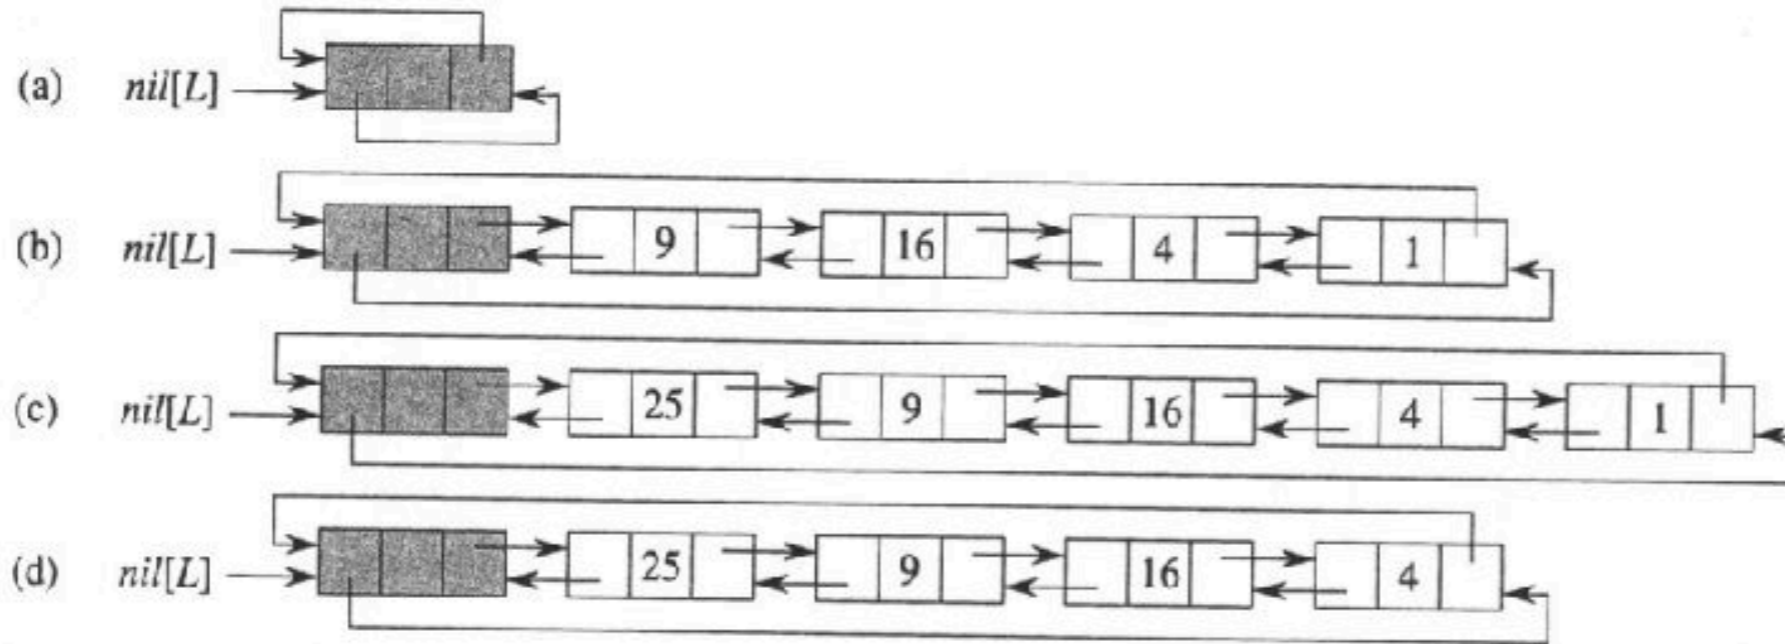 (a) nil[L]
(b) nil[L] 9 16 4 1
(c) nil[L] 25 9 16 4 1
(d) nil[L] 25 9 16 4